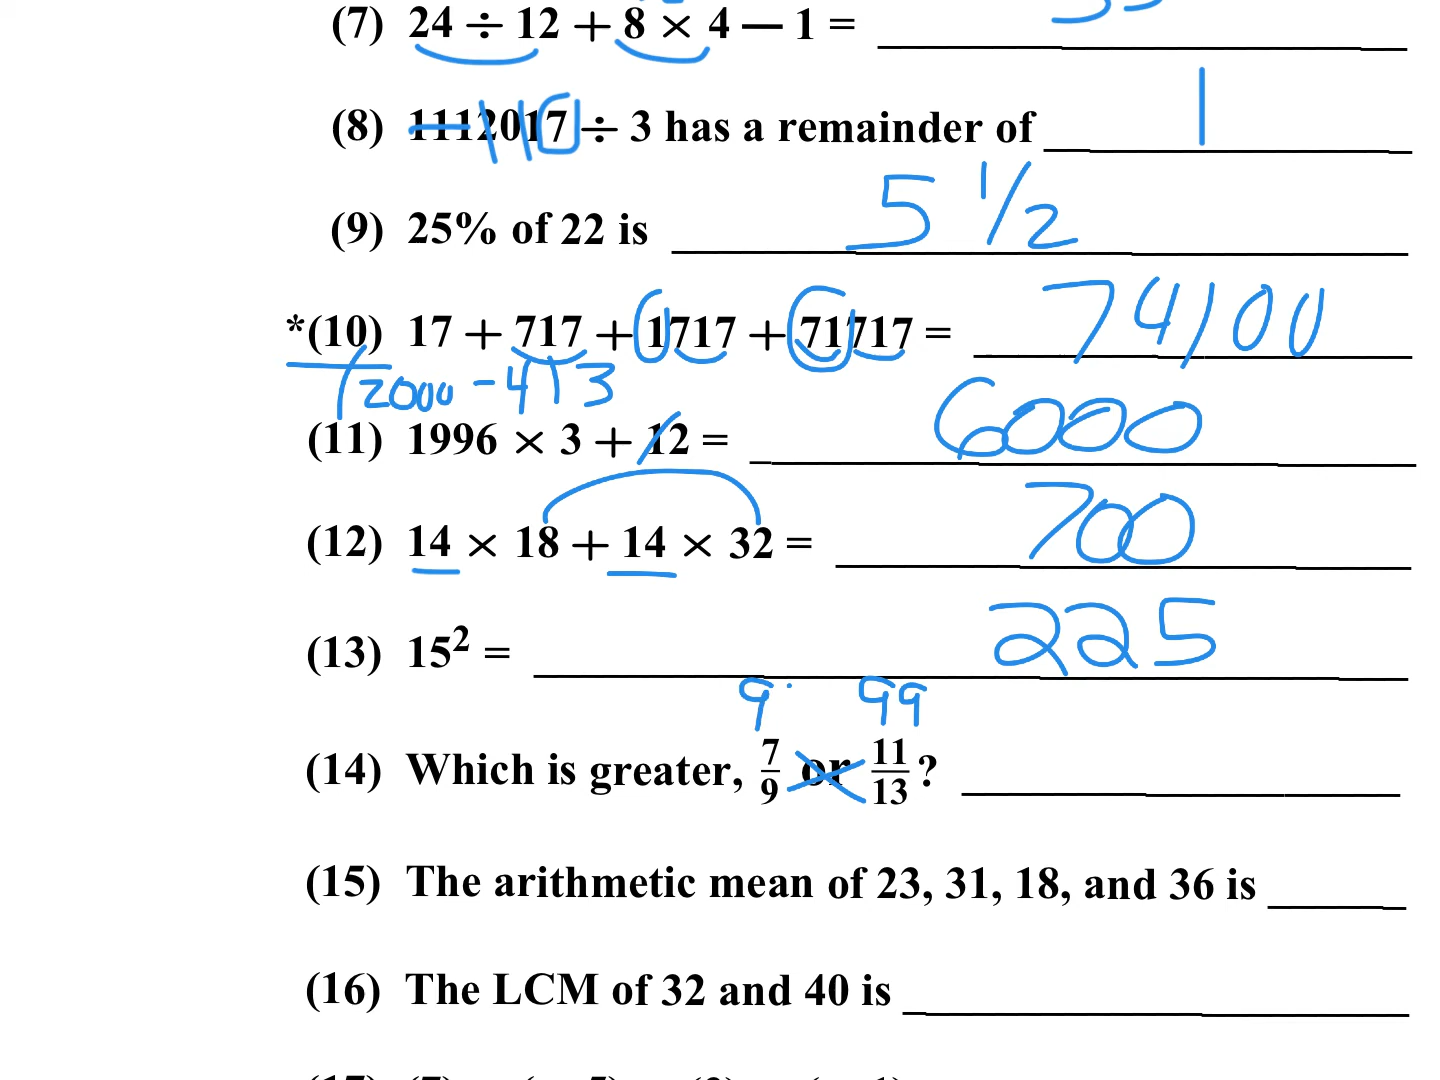 (7) 24 ÷ 12 + 8 × 4 — 1 =
(8) 1112017 ÷ 3 has a remainder of 1
(9) 25% of 22 is 5 1/2
*(10) 17 + 717 + 1717 + 71717 = 74100
72000 - 413
(11) 1996 × 3 + 12 = 6000
(12) 14 × 18 + 14 × 32 = 700
(13) 15² = 225
9 99
(14) Which is greater, 7/9 or 11/13?
(15) The arithmetic mean of 23, 31, 18, and 36 is
(16) The LCM of 32 and 40 is